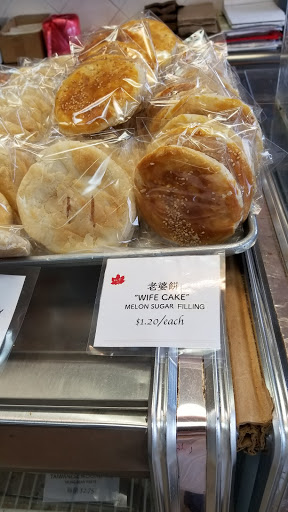 老婆餅
"WIFE CAKE"
MELON SUGAR FILLING
$1.20/each